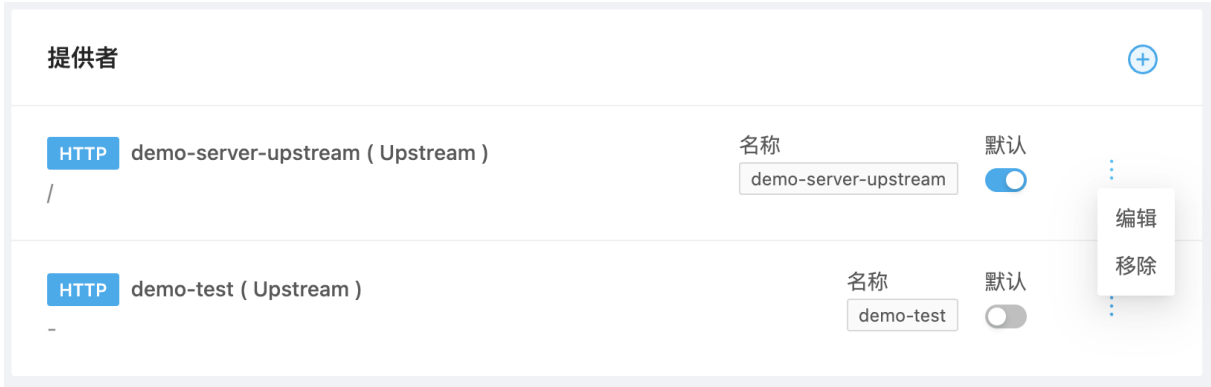 提供者
HTTP demo-server-upstream ( Upstream )
/
名称
demo-server-upstream
默认
编辑
移除
HTTP demo-test ( Upstream )
-
名称
demo-test
默认